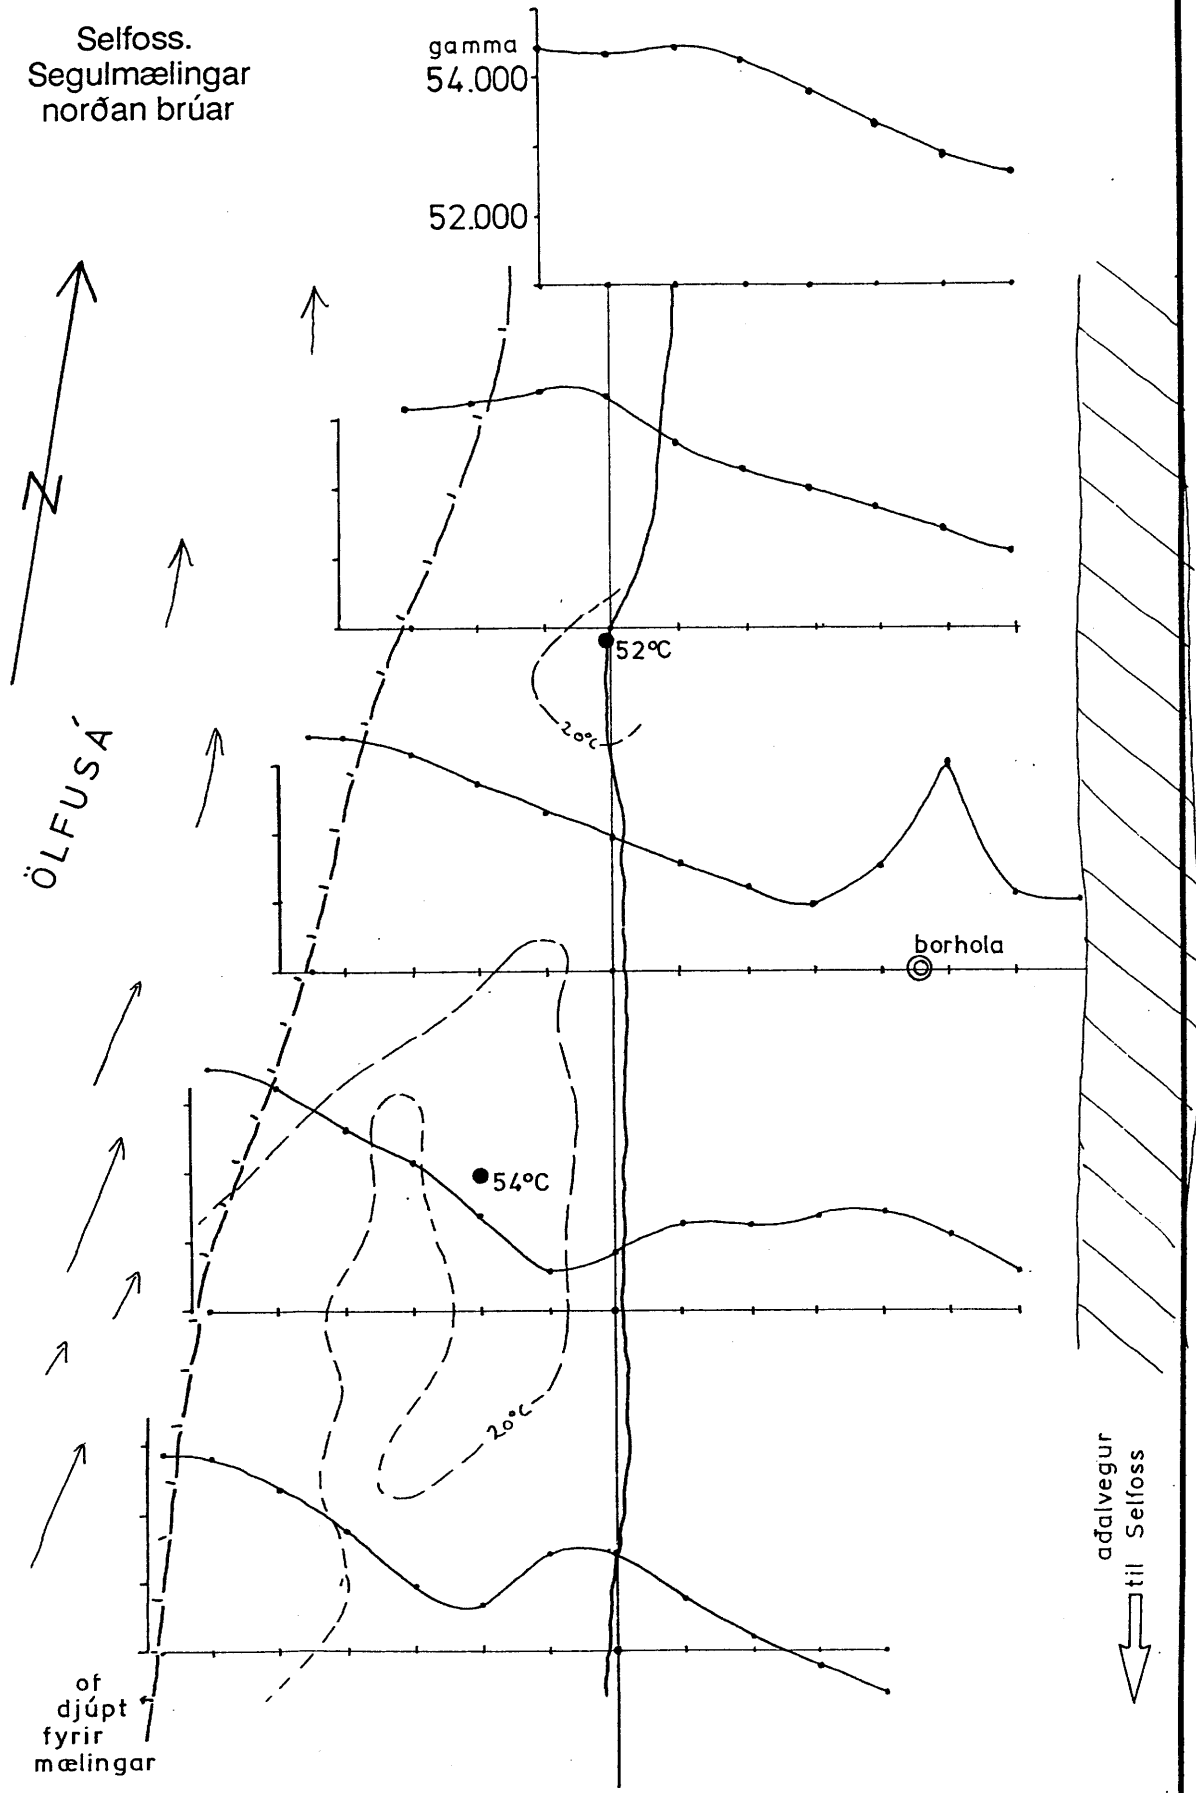 Selfoss.
Segulmælingar
norðan brúar
gamma
54.000
52.000
N
52°C
20°C
ÖLFUSÁ
borhola
54°C
20°C
aðalvegur
til Selfoss
of
djúpt
fyrir
mælingar